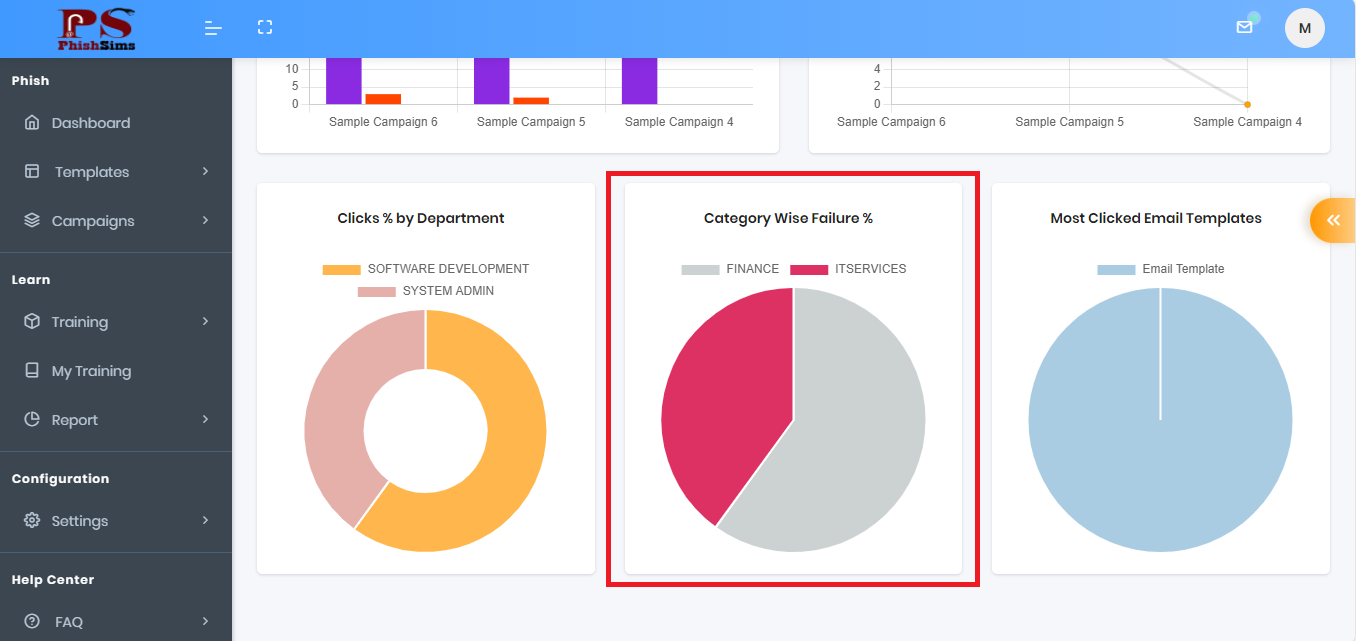 PS
PhishSims
M
Phish
Dashboard
Templates
Campaigns
Learn
Training
My Training
Report
Configuration
Settings
Help Center
FAQ
10
5
0
Sample Campaign 6 Sample Campaign 5 Sample Campaign 4
4
2
0
Sample Campaign 6 Sample Campaign 5 Sample Campaign 4
Clicks % by Department
SOFTWARE DEVELOPMENT
SYSTEM ADMIN
Category Wise Failure %
FINANCE ITSERVICES
Most Clicked Email Templates
Email Template